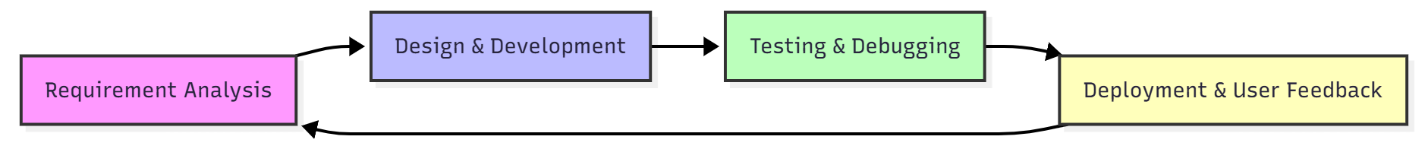 Requirement Analysis
Design & Development
Testing & Debugging
Deployment & User Feedback